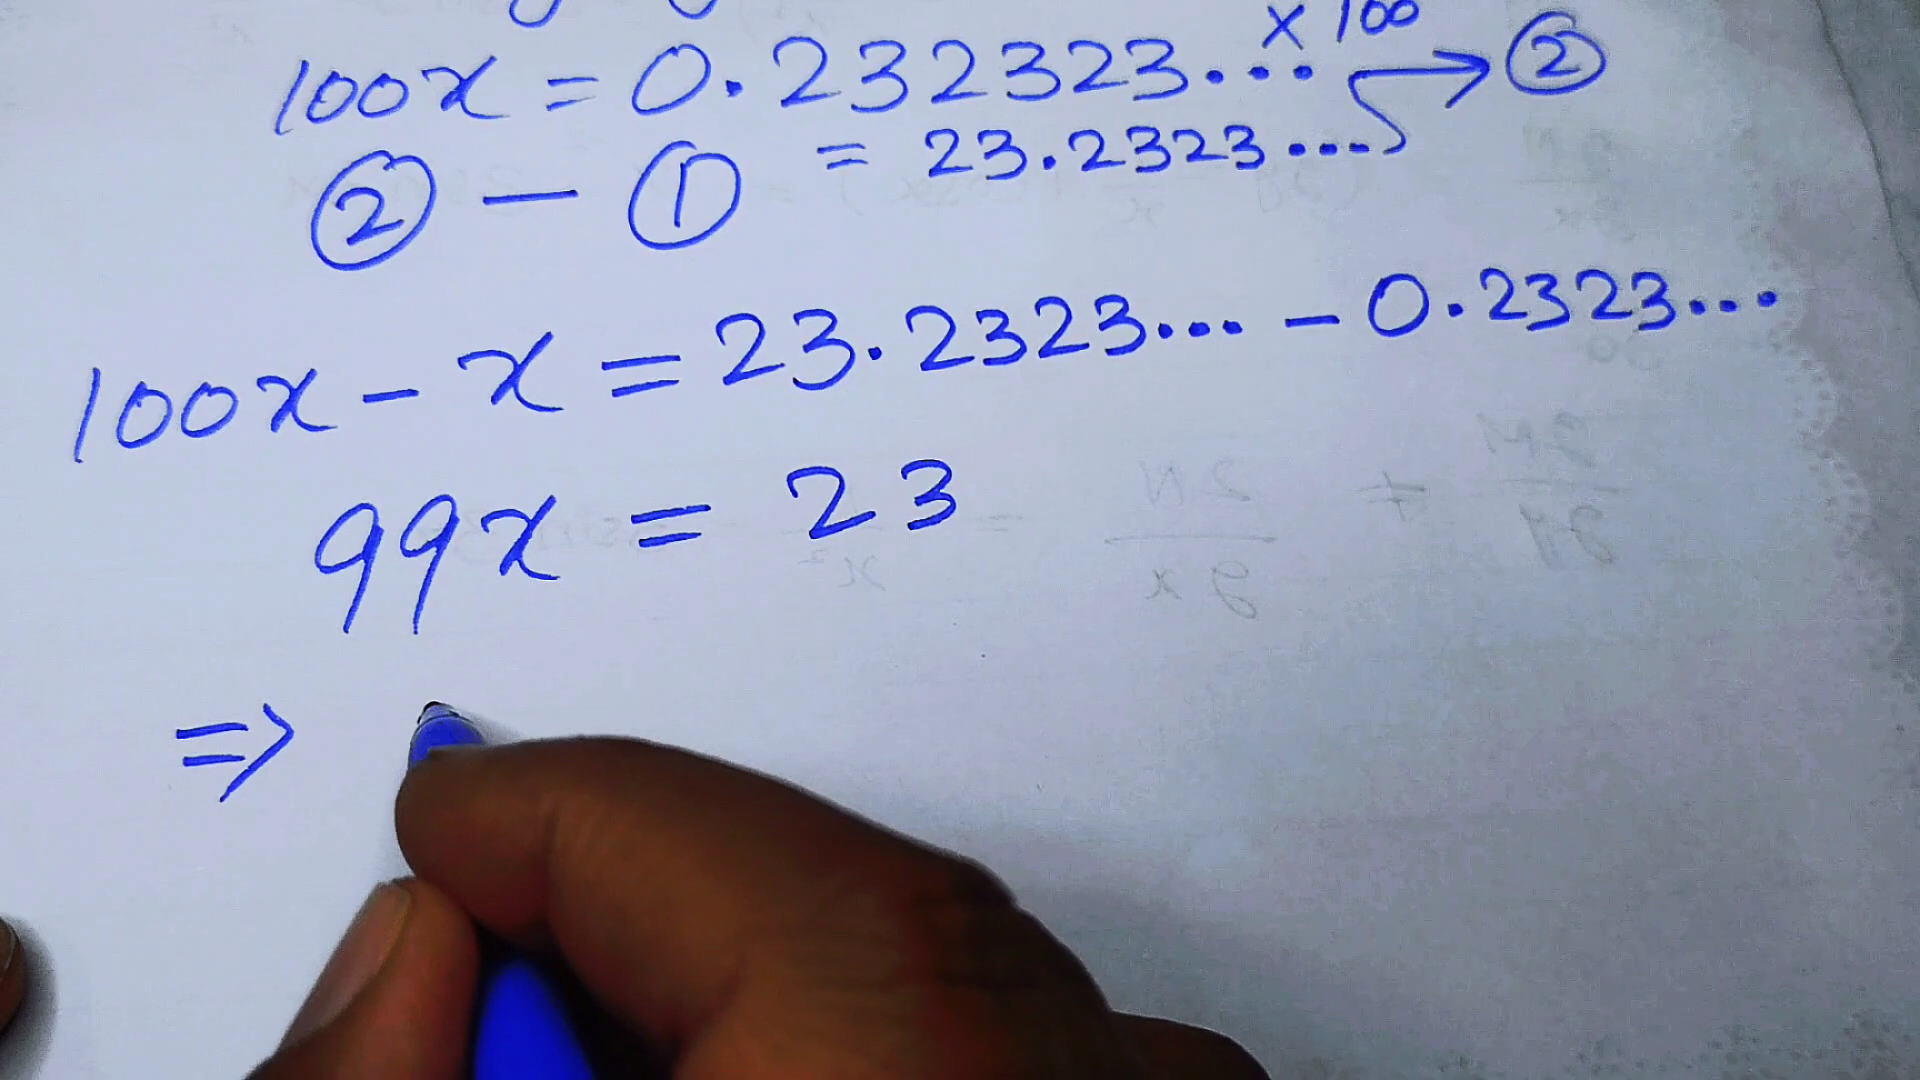 100x = 0.232323... × 100
= 23.2323... → ②
② − ①
100x − x = 23.2323... − 0.2323...
99x = 23
⇒